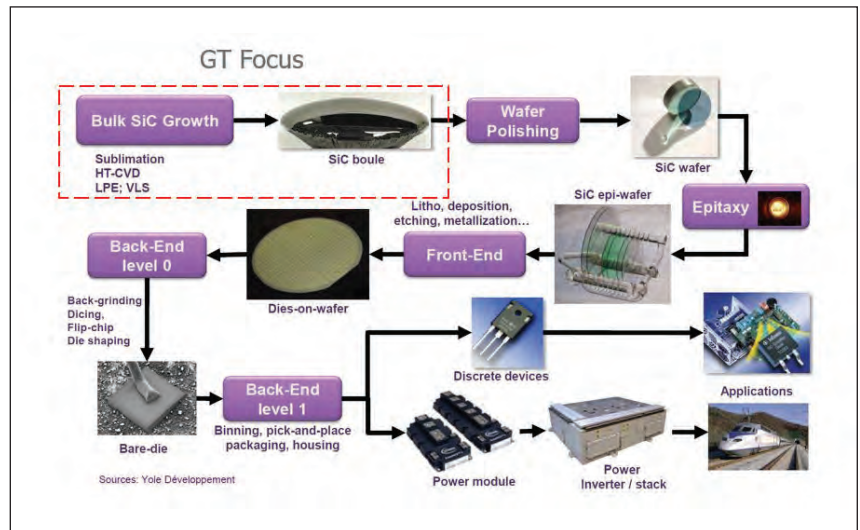 GT Focus
Bulk SiC Growth
Sublimation
HT-CVD
LPE; VLS
SiC boule
Wafer
Polishing
SiC wafer
Epitaxy
SiC epi-wafer
Litho, deposition,
etching, metallization...
Front-End
Dies-on-wafer
Back-End
level 0
Back-grinding
Dicing,
Flip-chip
Die shaping
Bare-die
Back-End
level 1
Binning, pick-and-place
packaging, housing
Discrete devices
Applications
Power module
Power
Inverter / stack
Sources: Yole Développement